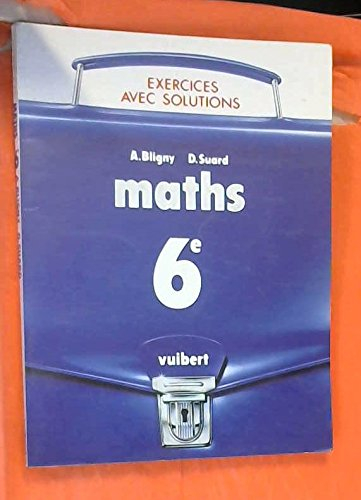 EXERCICES
AVEC SOLUTIONS
A.Bligny D.Suard
maths
6e
vuibert